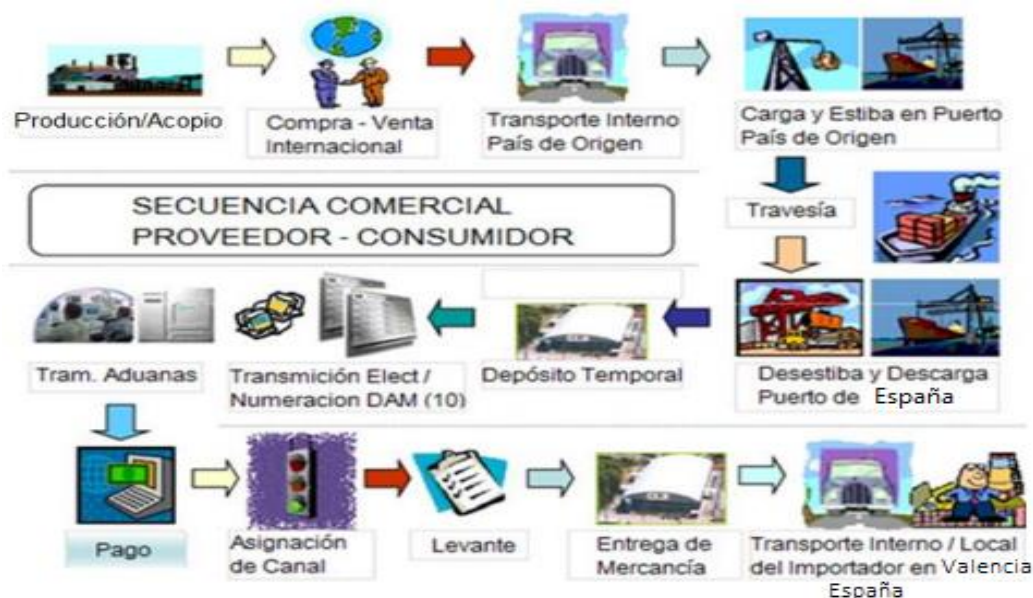 Producción/Acopio
Compra - Venta
Internacional
Transporte Interno
País de Origen
Carga y Estiba en Puerto
País de Origen
SECUENCIA COMERCIAL
PROVEEDOR - CONSUMIDOR
Travesía
Tram. Aduanas
Transmición Elect /
Numeracion DAM (10)
Depósito Temporal
Desestiba y Descarga
Puerto de España
Pago
Asignación
de Canal
Levante
Entrega de
Mercancía
Transporte Interno / Local
del Importador en Valencia
España